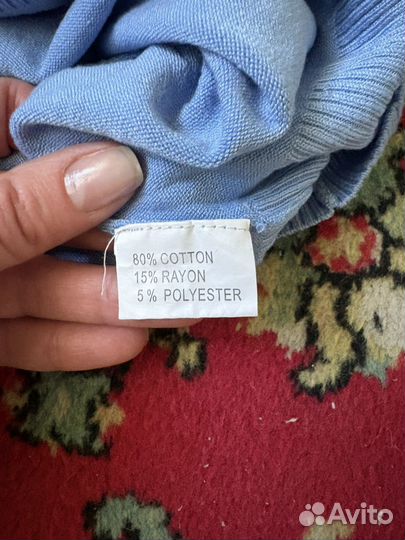 80% COTTON
15% RAYON
5% POLYESTER
Avito